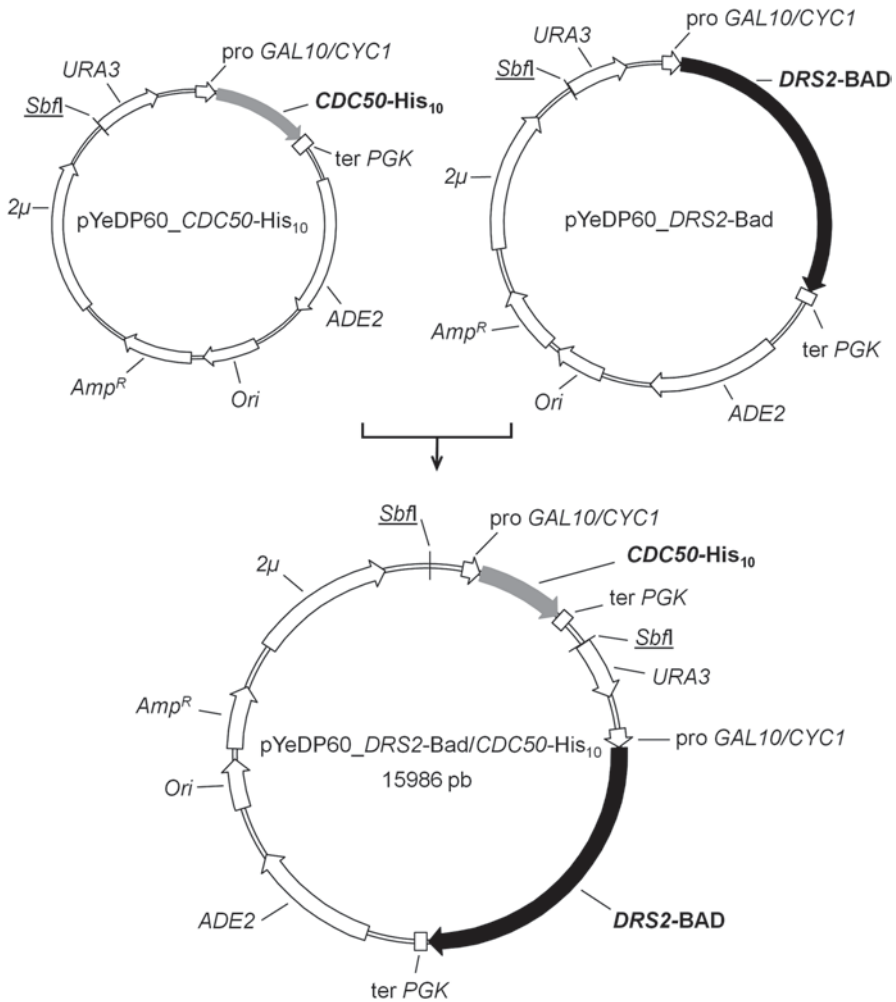 pro GAL10/CYC1
URA3
SbfI
CDC50-His10
ter PGK
2µ
pYeDP60_CDC50-His10
ADE2
AmpR
Ori
pro GAL10/CYC1
URA3
SbfI
DRS2-BAD
2µ
pYeDP60_DRS2-Bad
AmpR
ter PGK
Ori
ADE2
SbfI
pro GAL10/CYC1
CDC50-His10
2µ
ter PGK
SbfI
URA3
AmpR
pro GAL10/CYC1
pYeDP60_DRS2-Bad/CDC50-His10
15986 pb
Ori
ADE2
DRS2-BAD
ter PGK